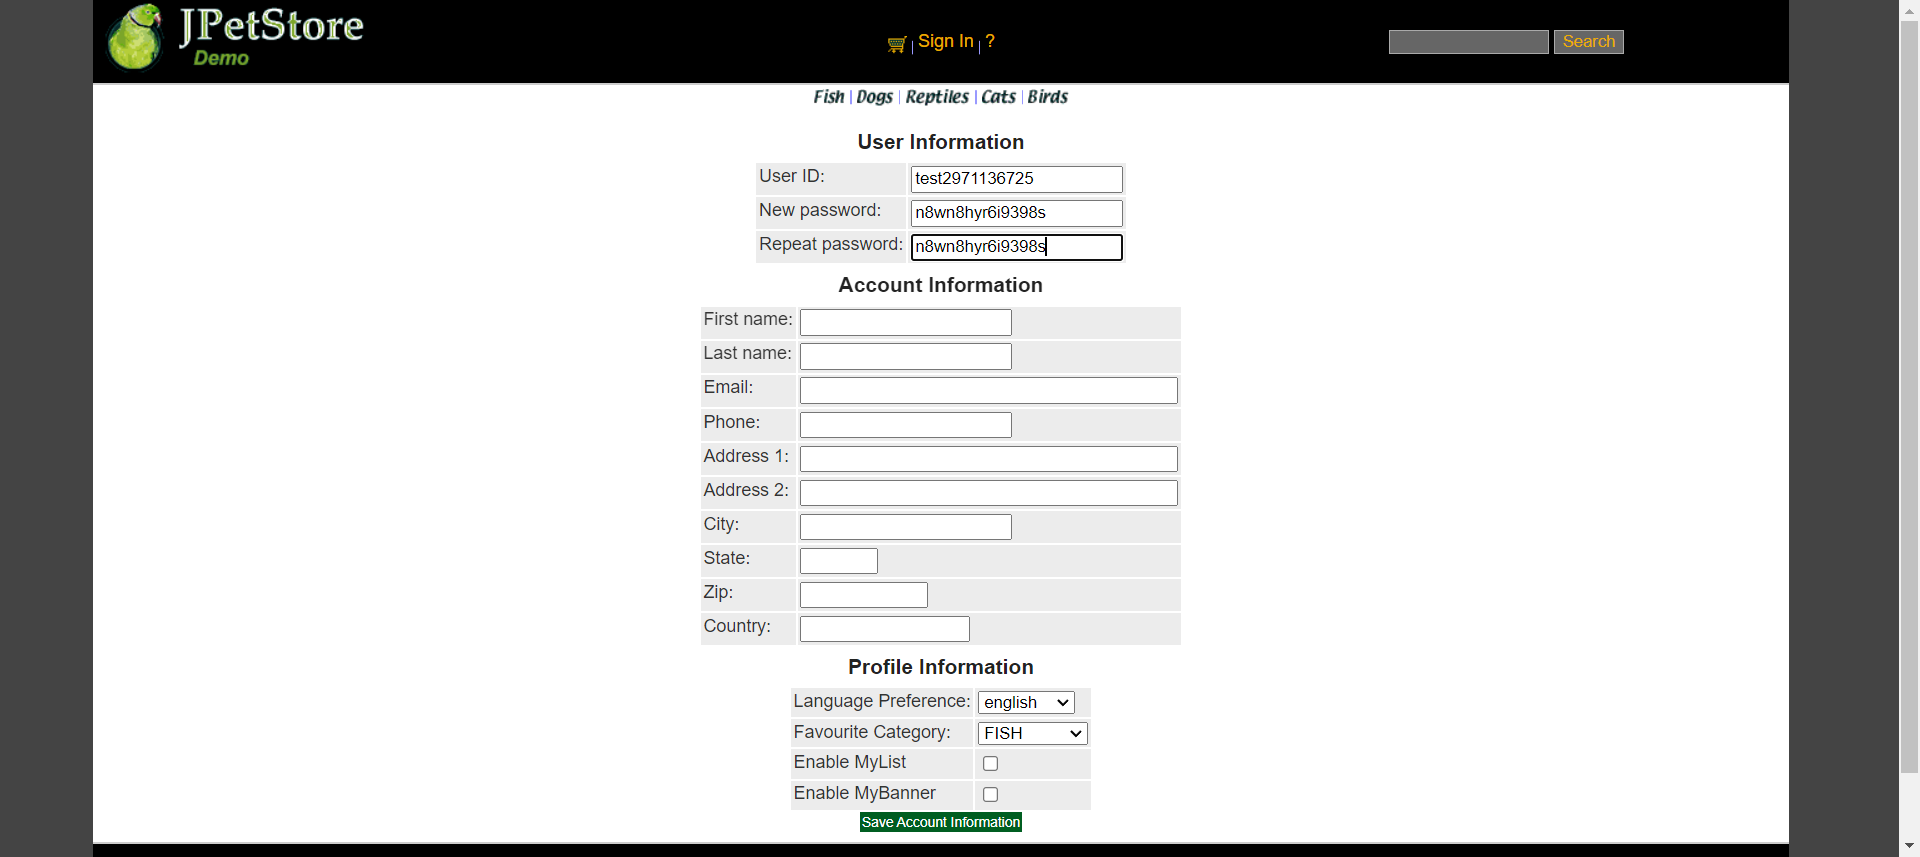 JPetStore
Demo
Sign In | ?
Search
Fish | Dogs | Reptiles | Cats | Birds
User Information
User ID: test2971136725
New password: n8wn8hyr6i9398s
Repeat password: n8wn8hyr6i9398s
Account Information
First name:
Last name:
Email:
Phone:
Address 1:
Address 2:
City:
State:
Zip:
Country:
Profile Information
Language Preference: english
Favourite Category: FISH
Enable MyList
Enable MyBanner
Save Account Information